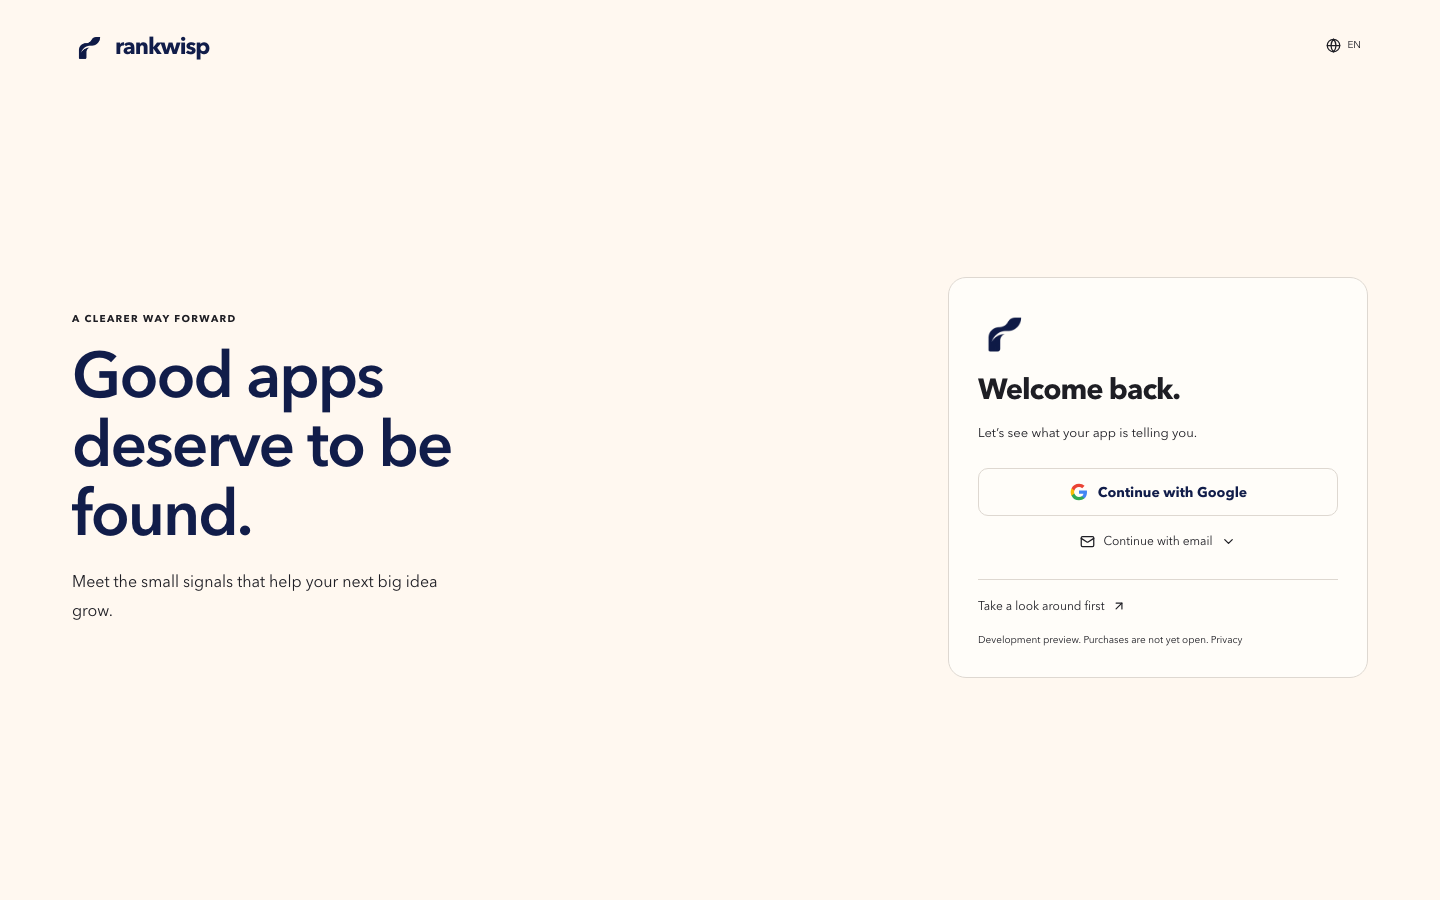 rankwisp
EN
A CLEARER WAY FORWARD
Good apps
deserve to be
found.
Meet the small signals that help your next big idea
grow.
Welcome back.
Let’s see what your app is telling you.
Continue with Google
Continue with email
Take a look around first
Development preview. Purchases are not yet open. Privacy